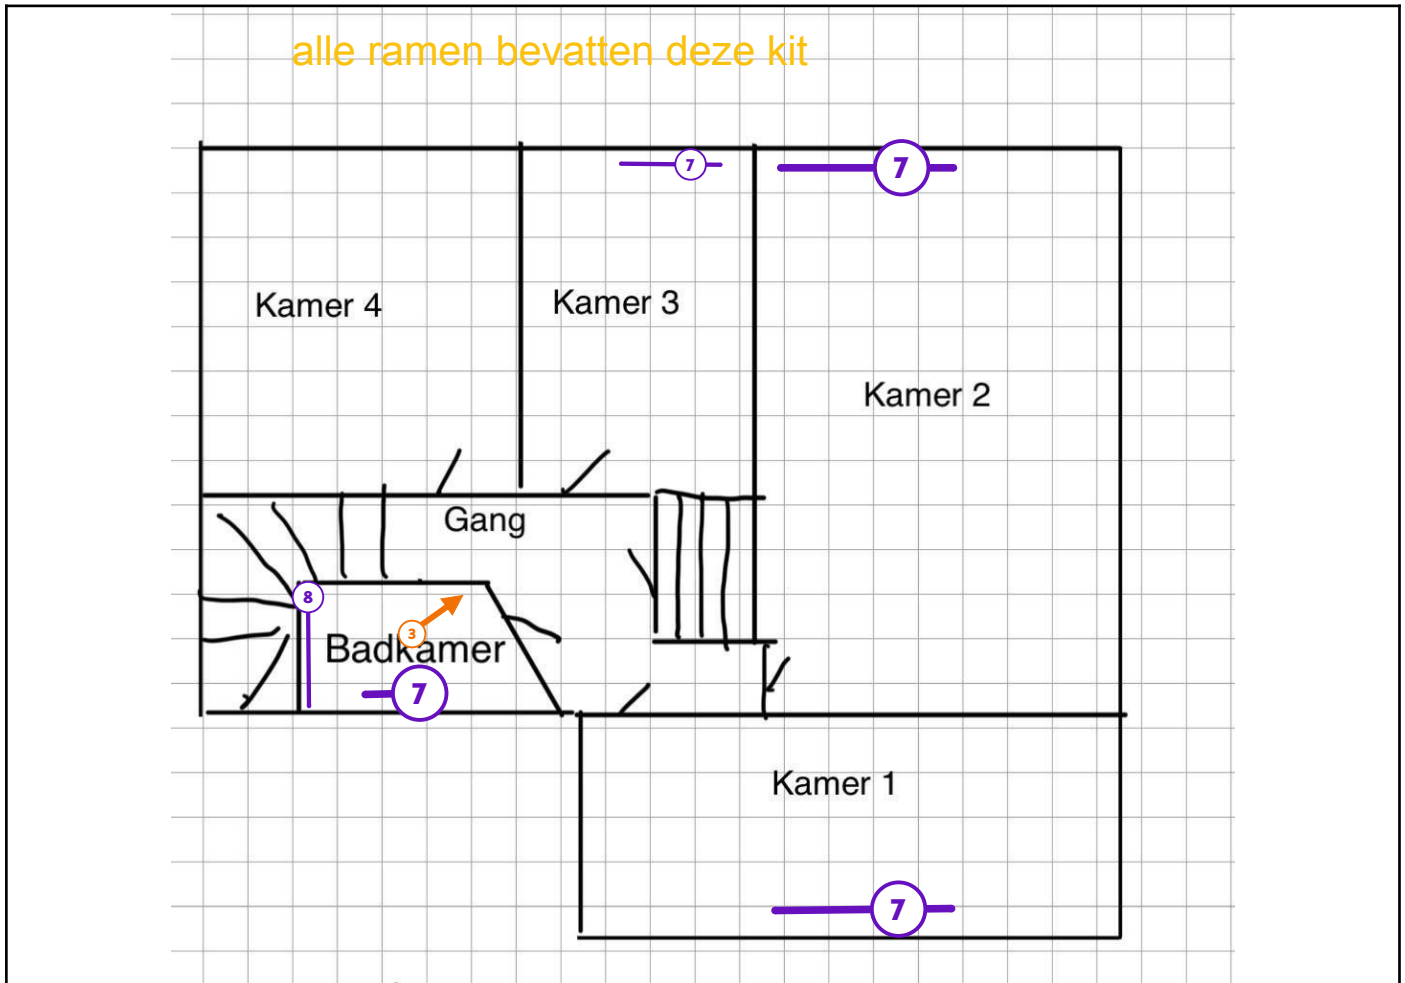 alle ramen bevatten deze kit
7
7
Kamer 4
Kamer 3
Kamer 2
Gang
8
3
Badkamer
7
Kamer 1
7